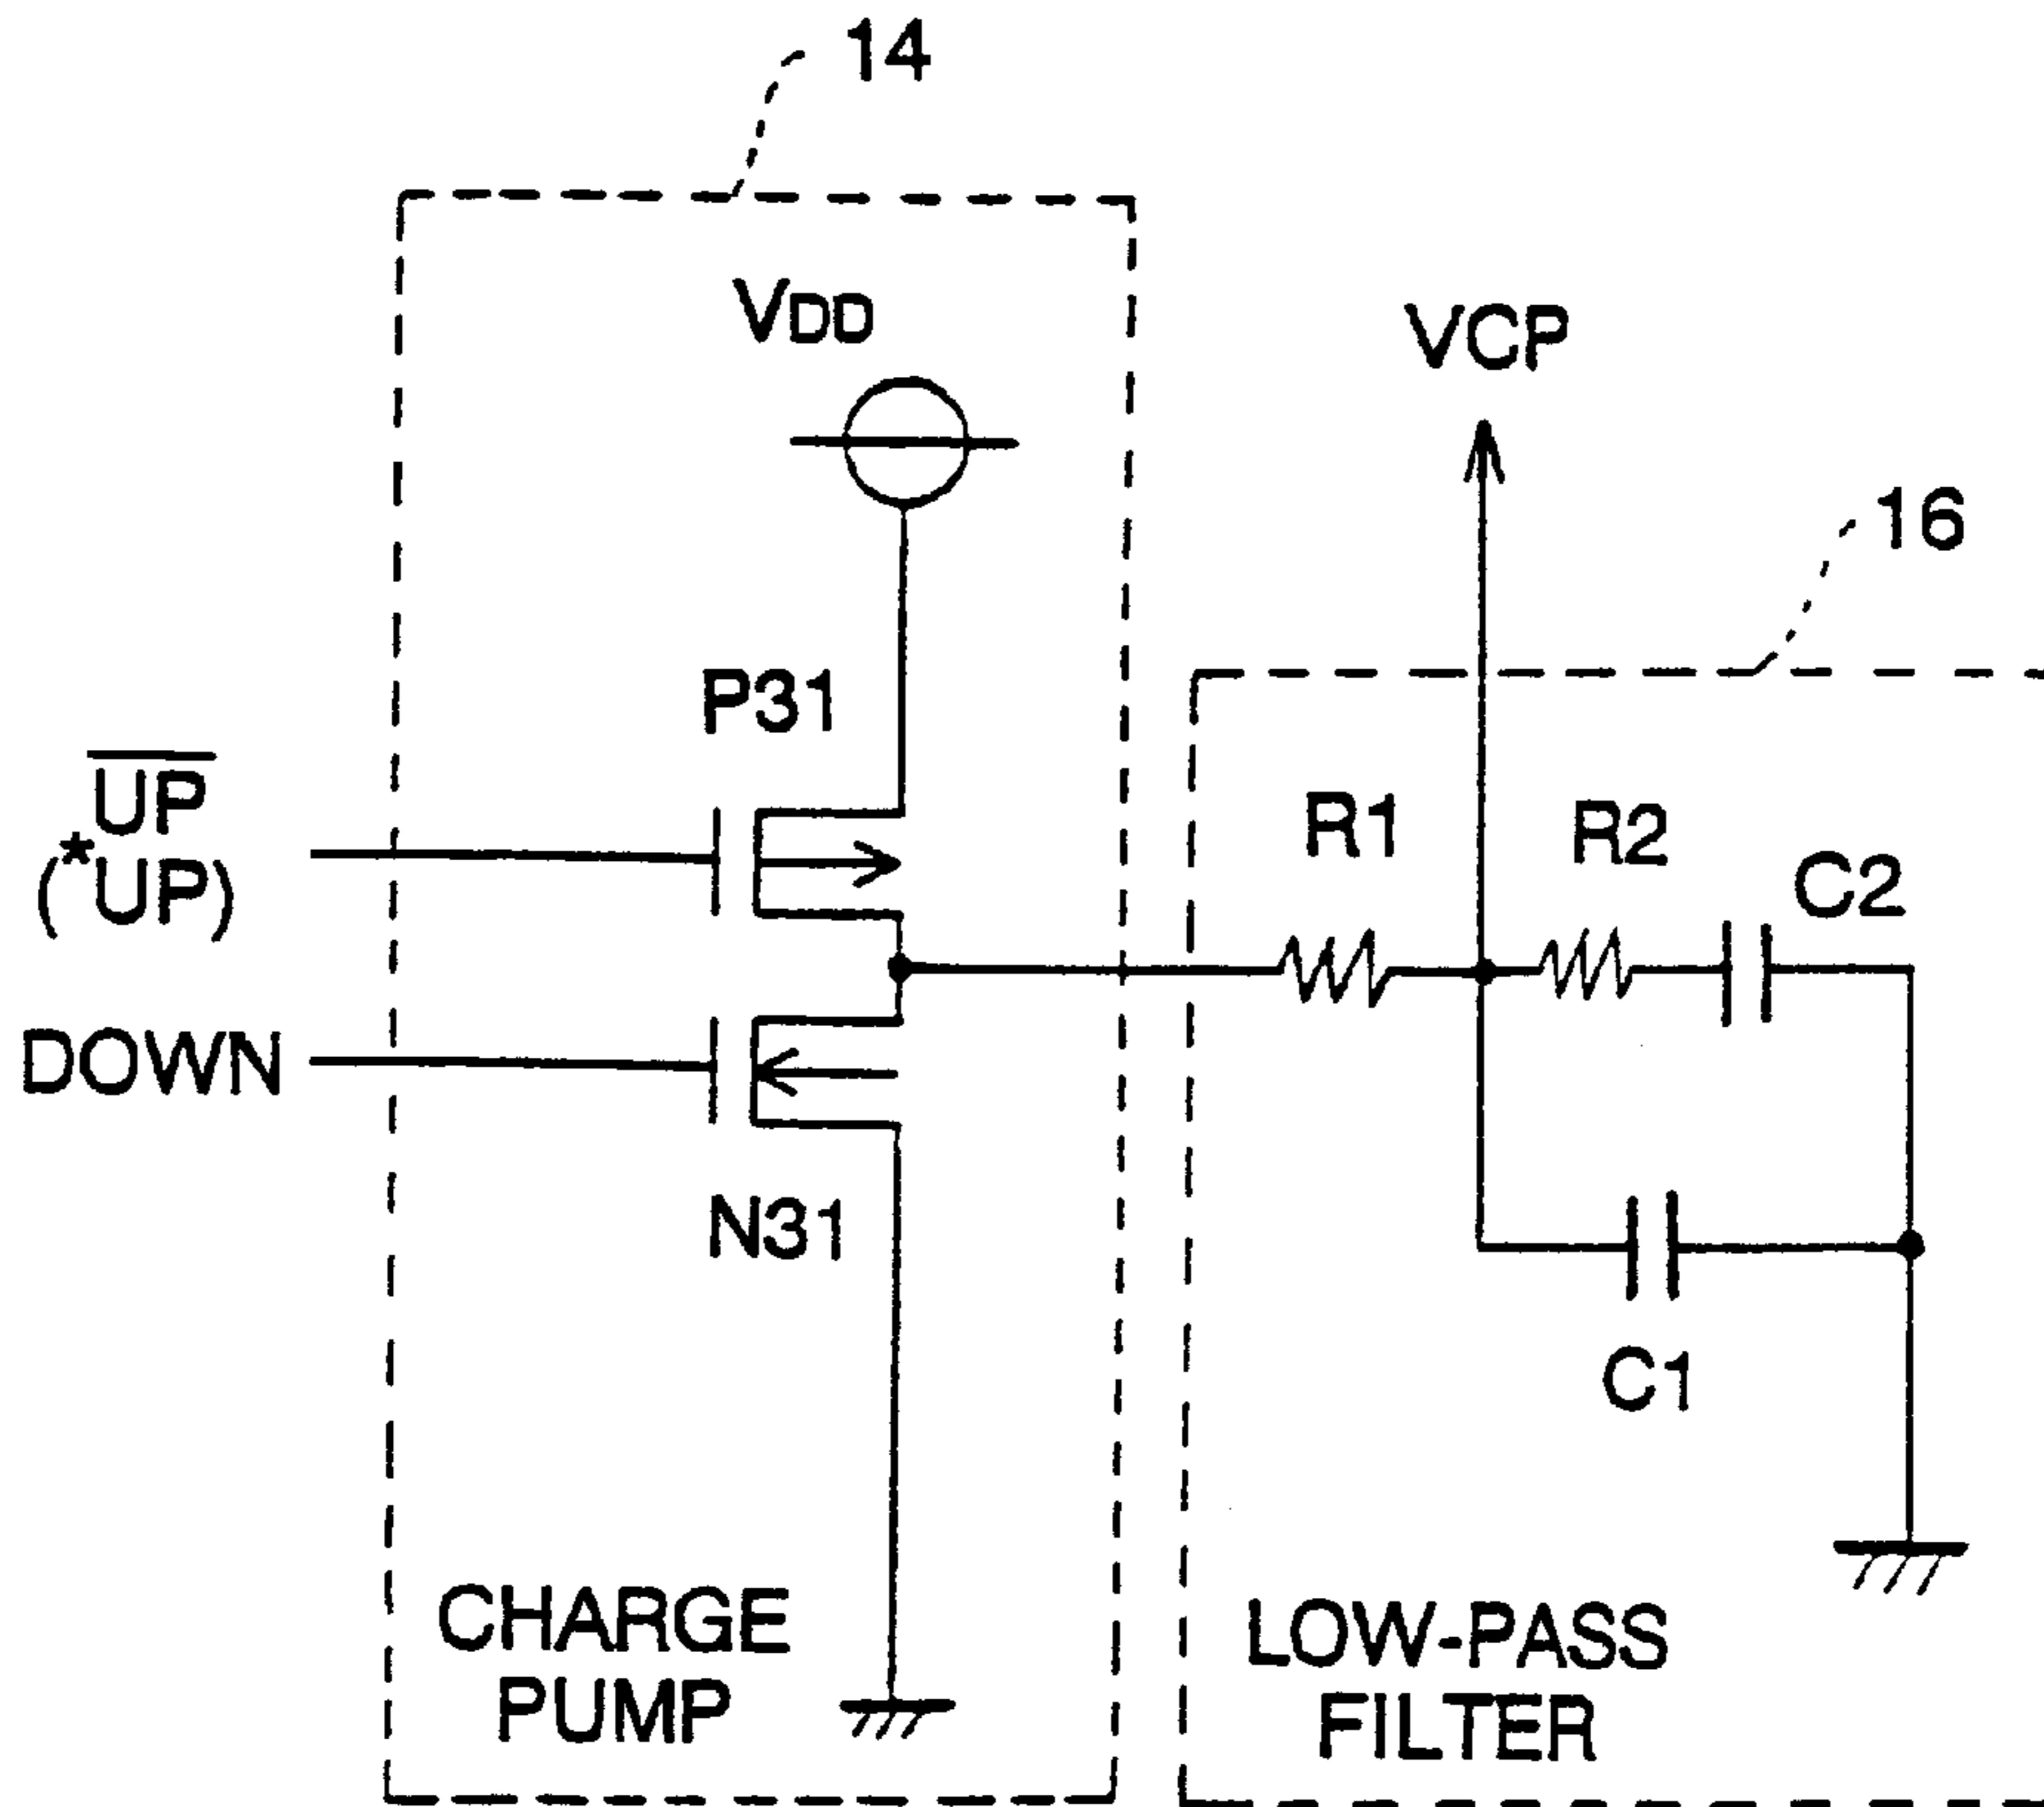 14
VDD
VCP
16
P31
UP
(*UP)
R1
R2
C2
DOWN
N31
C1
CHARGE
PUMP
LOW-PASS
FILTER